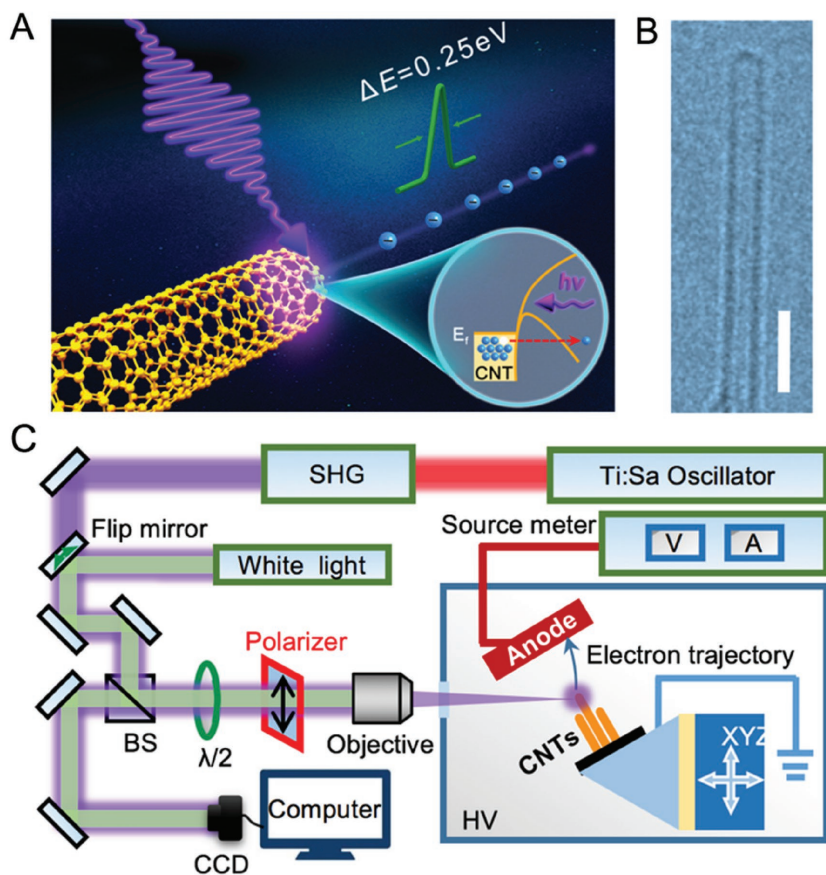 A
ΔE=0.25eV
hν
E_f
CNT
B
C
SHG
Ti:Sa Oscillator
Flip mirror
Source meter
V
A
White light
Polarizer
Anode
Electron trajectory
BS
λ/2
Objective
CNTs
XYZ
HV
Computer
CCD